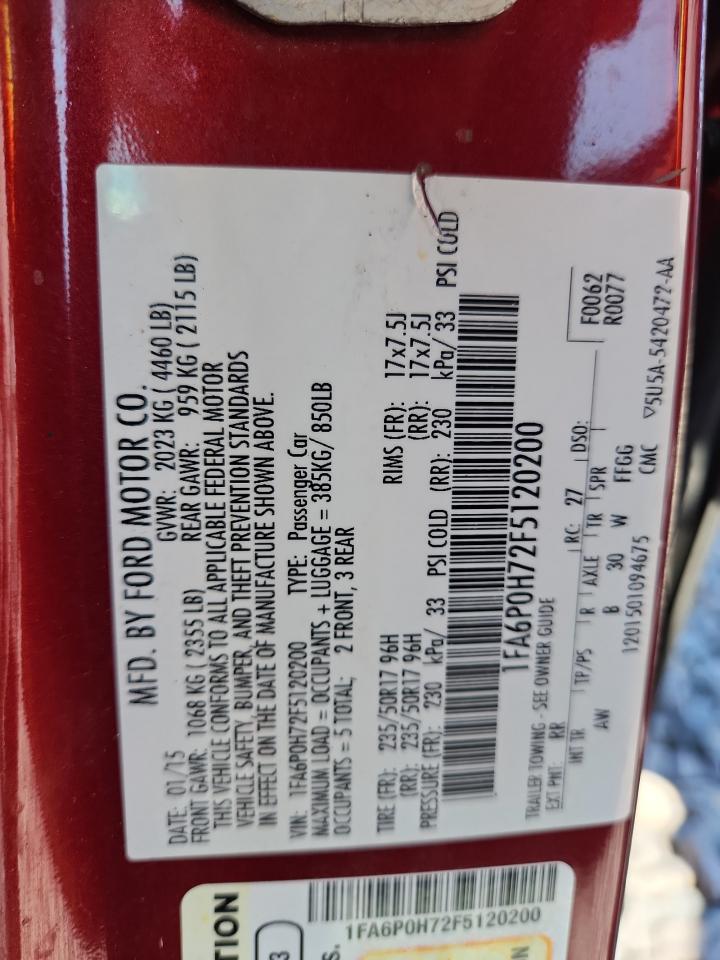 MFD. BY FORD MOTOR CO.
DATE: 01/15 GVWR: 2023 KG ( 4460 LB)
FRONT GAWR: 1068 KG ( 2355 LB) REAR GAWR: 959 KG ( 2115 LB)
THIS VEHICLE CONFORMS TO ALL APPLICABLE FEDERAL MOTOR
VEHICLE SAFETY, BUMPER, AND THEFT PREVENTION STANDARDS
IN EFFECT ON THE DATE OF MANUFACTURE SHOWN ABOVE.
VIN: 1FA6P0H72F5120200 TYPE: Passenger Car
MAXIMUM LOAD = OCCUPANTS + LUGGAGE = 385KG/ 850LB
OCCUPANTS = 5 TOTAL; 2 FRONT, 3 REAR
TIRE (FR): 235/50R17 96H RIMS (FR): 17x7.5J
(RR): 235/50R17 96H (RR): 17x7.5J
PRESSURE (FR): 230 kPa/ 33 PSI COLD (RR): 230 kPa/ 33 PSI COLD
1FA6P0H72F5120200
TRAILER TOWING - SEE OWNER GUIDE
EXT PNT: RR RC: 27 DSO: F0062
R0077
INT TR TP/PS R AXLE TR SPR
AW B 30 W FFGG
1201501094675 CMC ▽5U5A-5420472-AA
TION
3
S.
1FA6P0H72F5120200